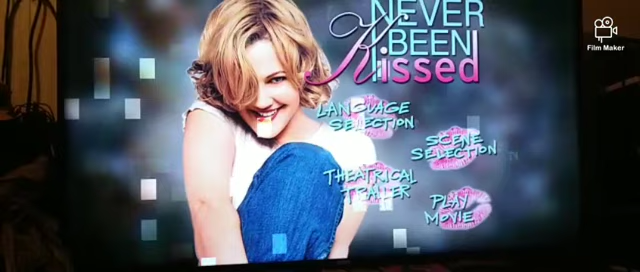 NEVER
BEEN
Kissed
Film Maker
LANGUAGE
SELECTION
SCENE
SELECTION
THEATRICAL
TRAILER
PLAY
MOVIE